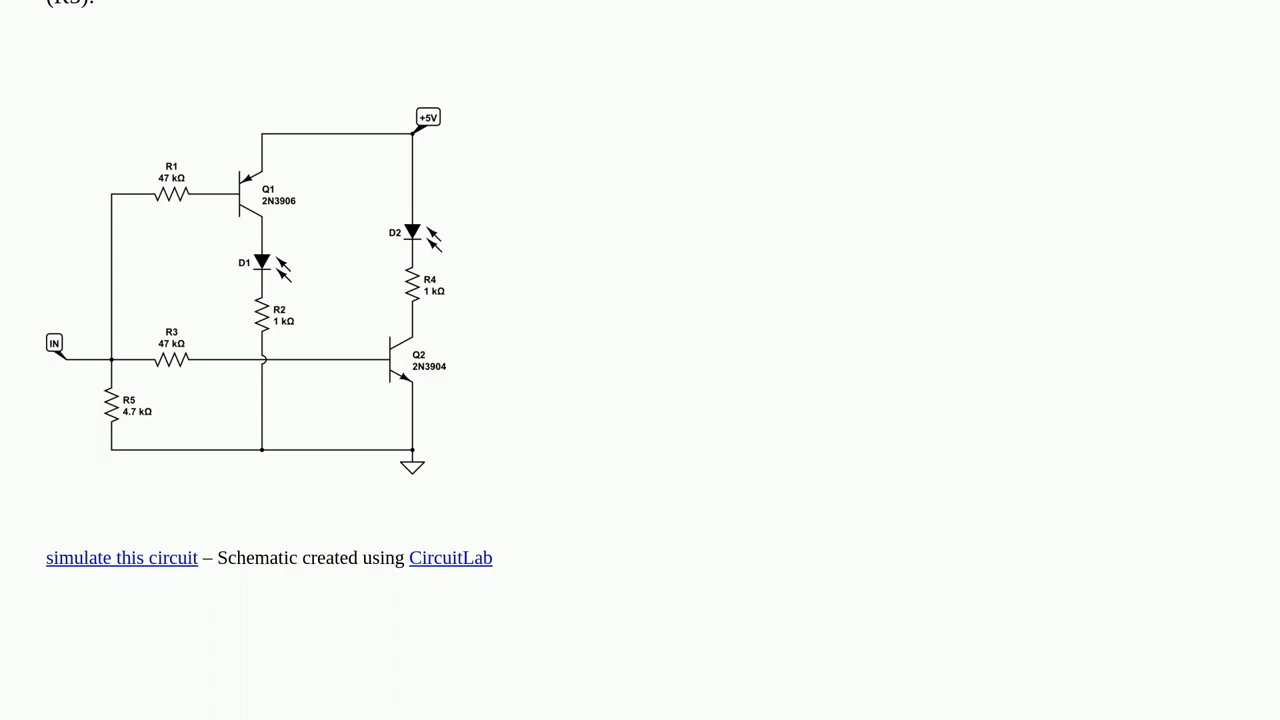 +5V
R1
47 kΩ
Q1
2N3906
D2
D1
R4
1 kΩ
R2
1 kΩ
IN
R3
47 kΩ
Q2
2N3904
R5
4.7 kΩ
simulate this circuit – Schematic created using CircuitLab